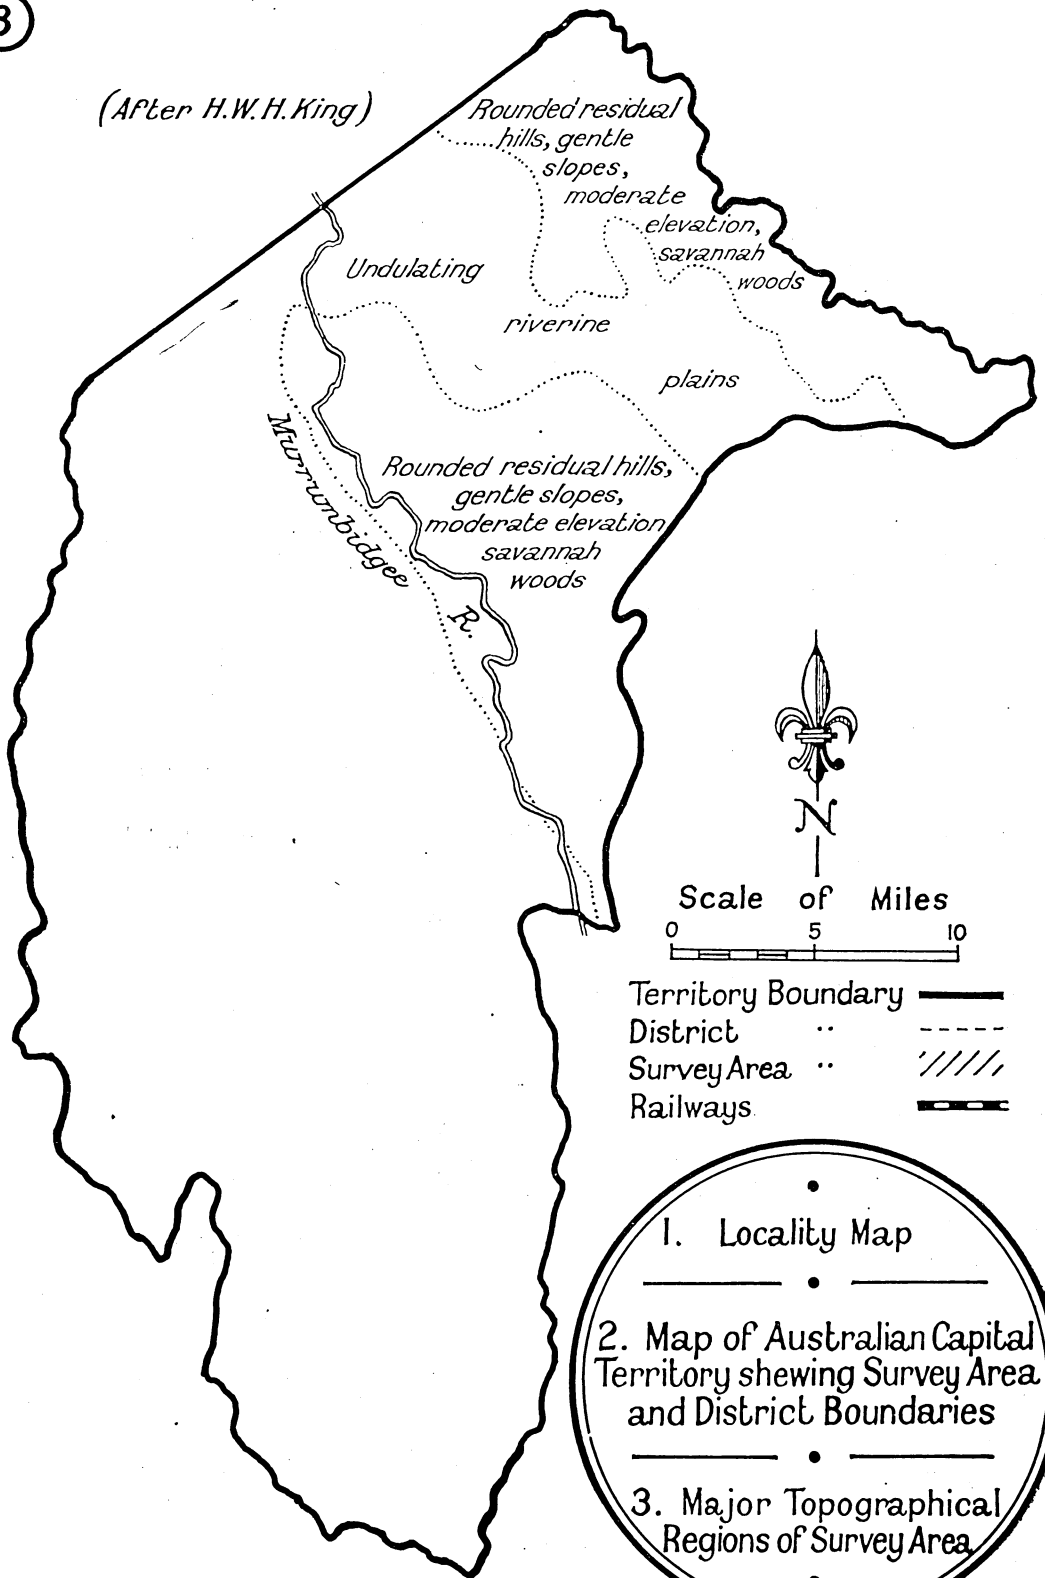 3
(After H.W.H.King)
Rounded residual
hills, gentle
slopes,
moderate
elevation,
savannah
woods
Undulating
riverine
plains
Murrumbidgee
R.
Rounded residual hills,
gentle slopes,
moderate elevation
savannah
woods
N
Scale of Miles
0 5 10
Territory Boundary
District ··
Survey Area ··
Railways
1. Locality Map
2. Map of Australian Capital
Territory shewing Survey Area
and District Boundaries
3. Major Topographical
Regions of Survey Area